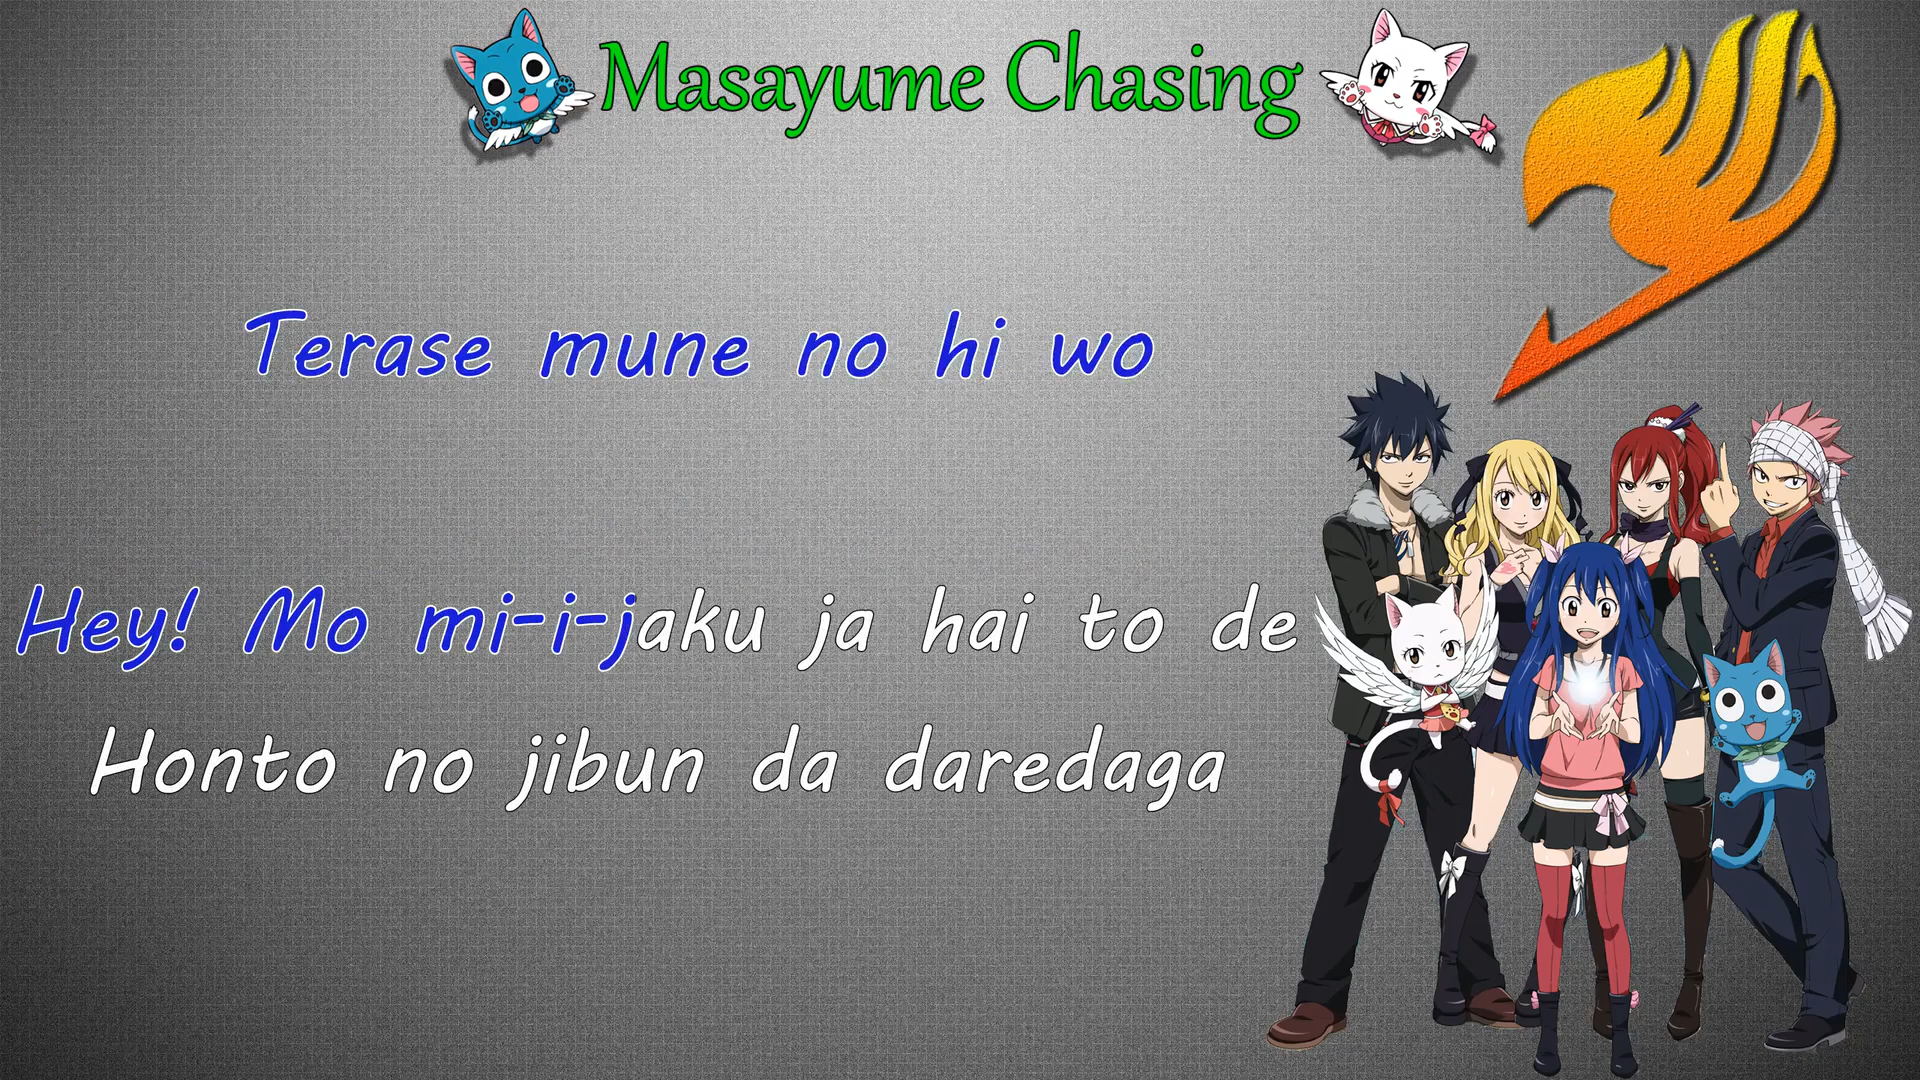 Masayume Chasing
Terase mune no hi wo
Hey! Mo mi-i-jaku ja hai to de
Honto no jibun da daredaga